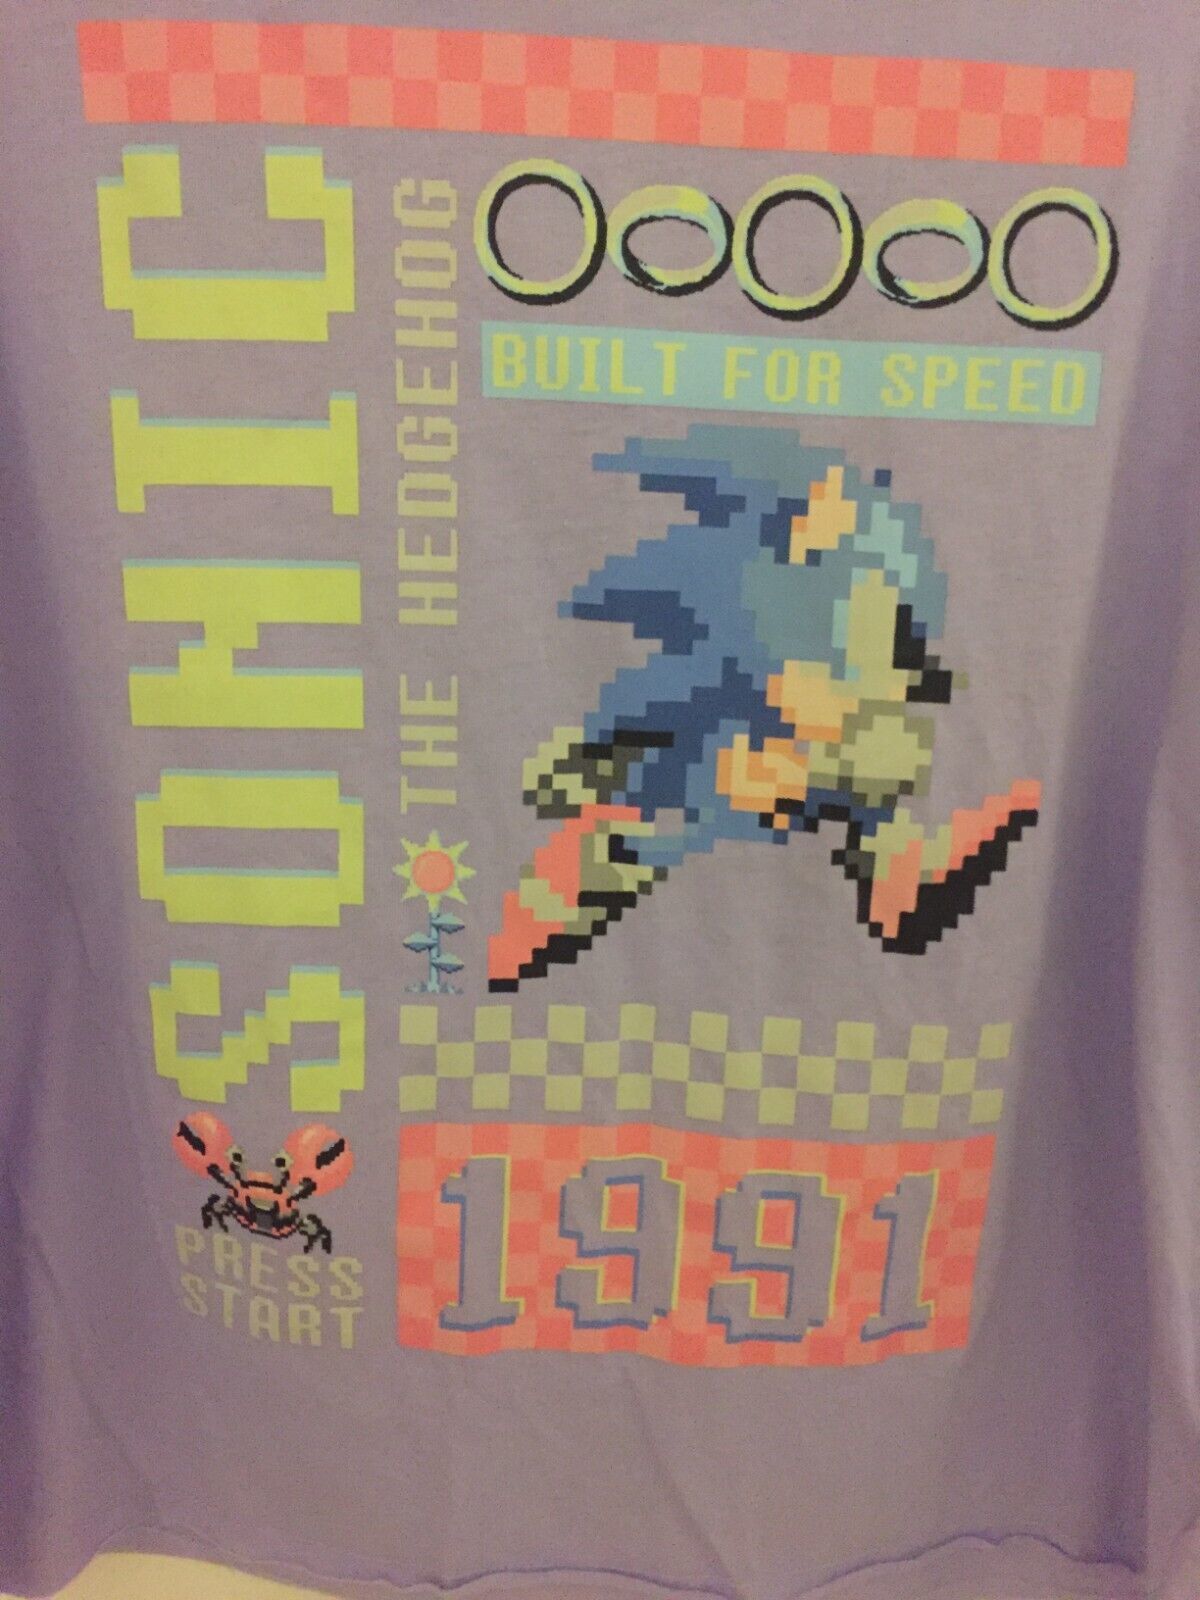 SONIC
THE HEDGEHOG
BUILT FOR SPEED
PRESS
START
1991